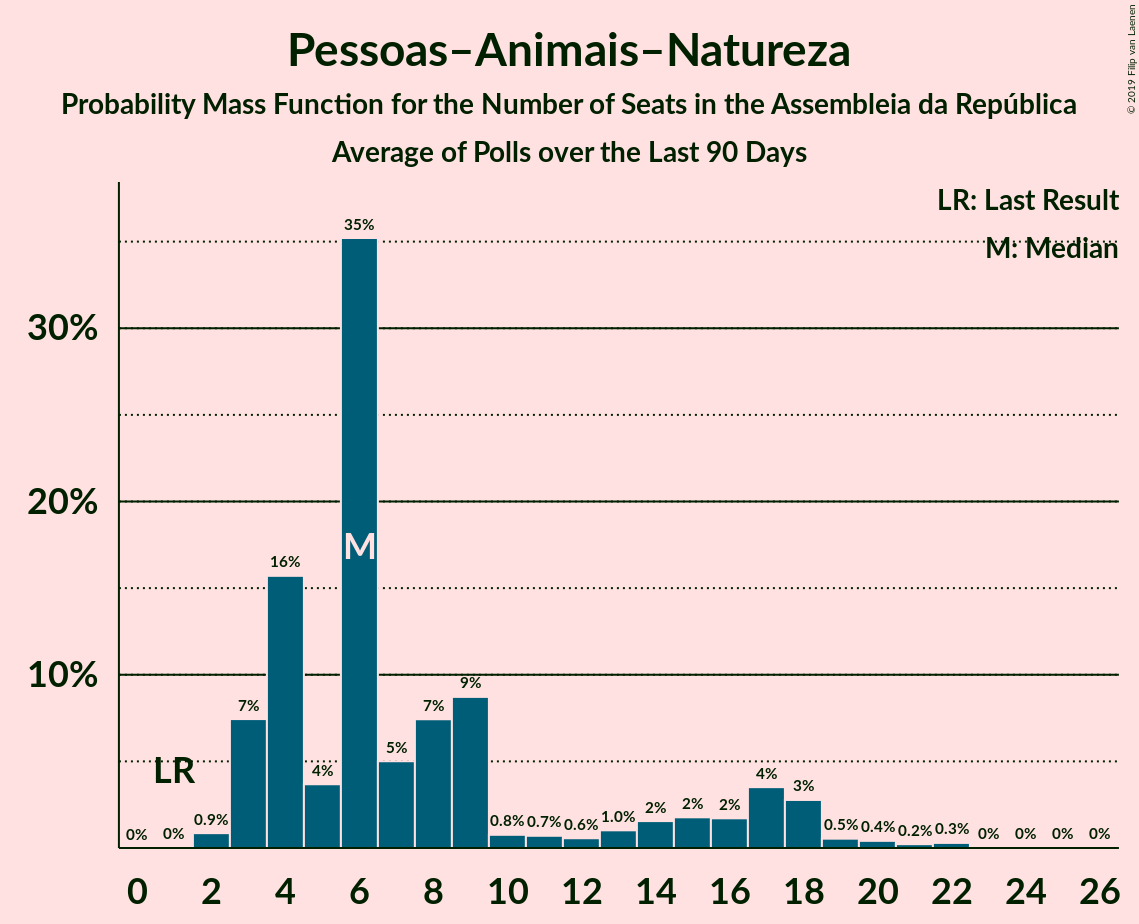 Pessoas–Animais–Natureza
Probability Mass Function for the Number of Seats in the Assembleia da República
Average of Polls over the Last 90 Days
© 2019 Filip van Laenen
LR: Last Result
M: Median
30%
20%
10%
0% 0% 0.9% 7% 16% 4% 35% 5% 7% 9% 0.8% 0.7% 0.6% 1.0% 2% 2% 2% 4% 3% 0.5% 0.4% 0.2% 0.3% 0% 0% 0% 0%
M
LR
0 2 4 6 8 10 12 14 16 18 20 22 24 26